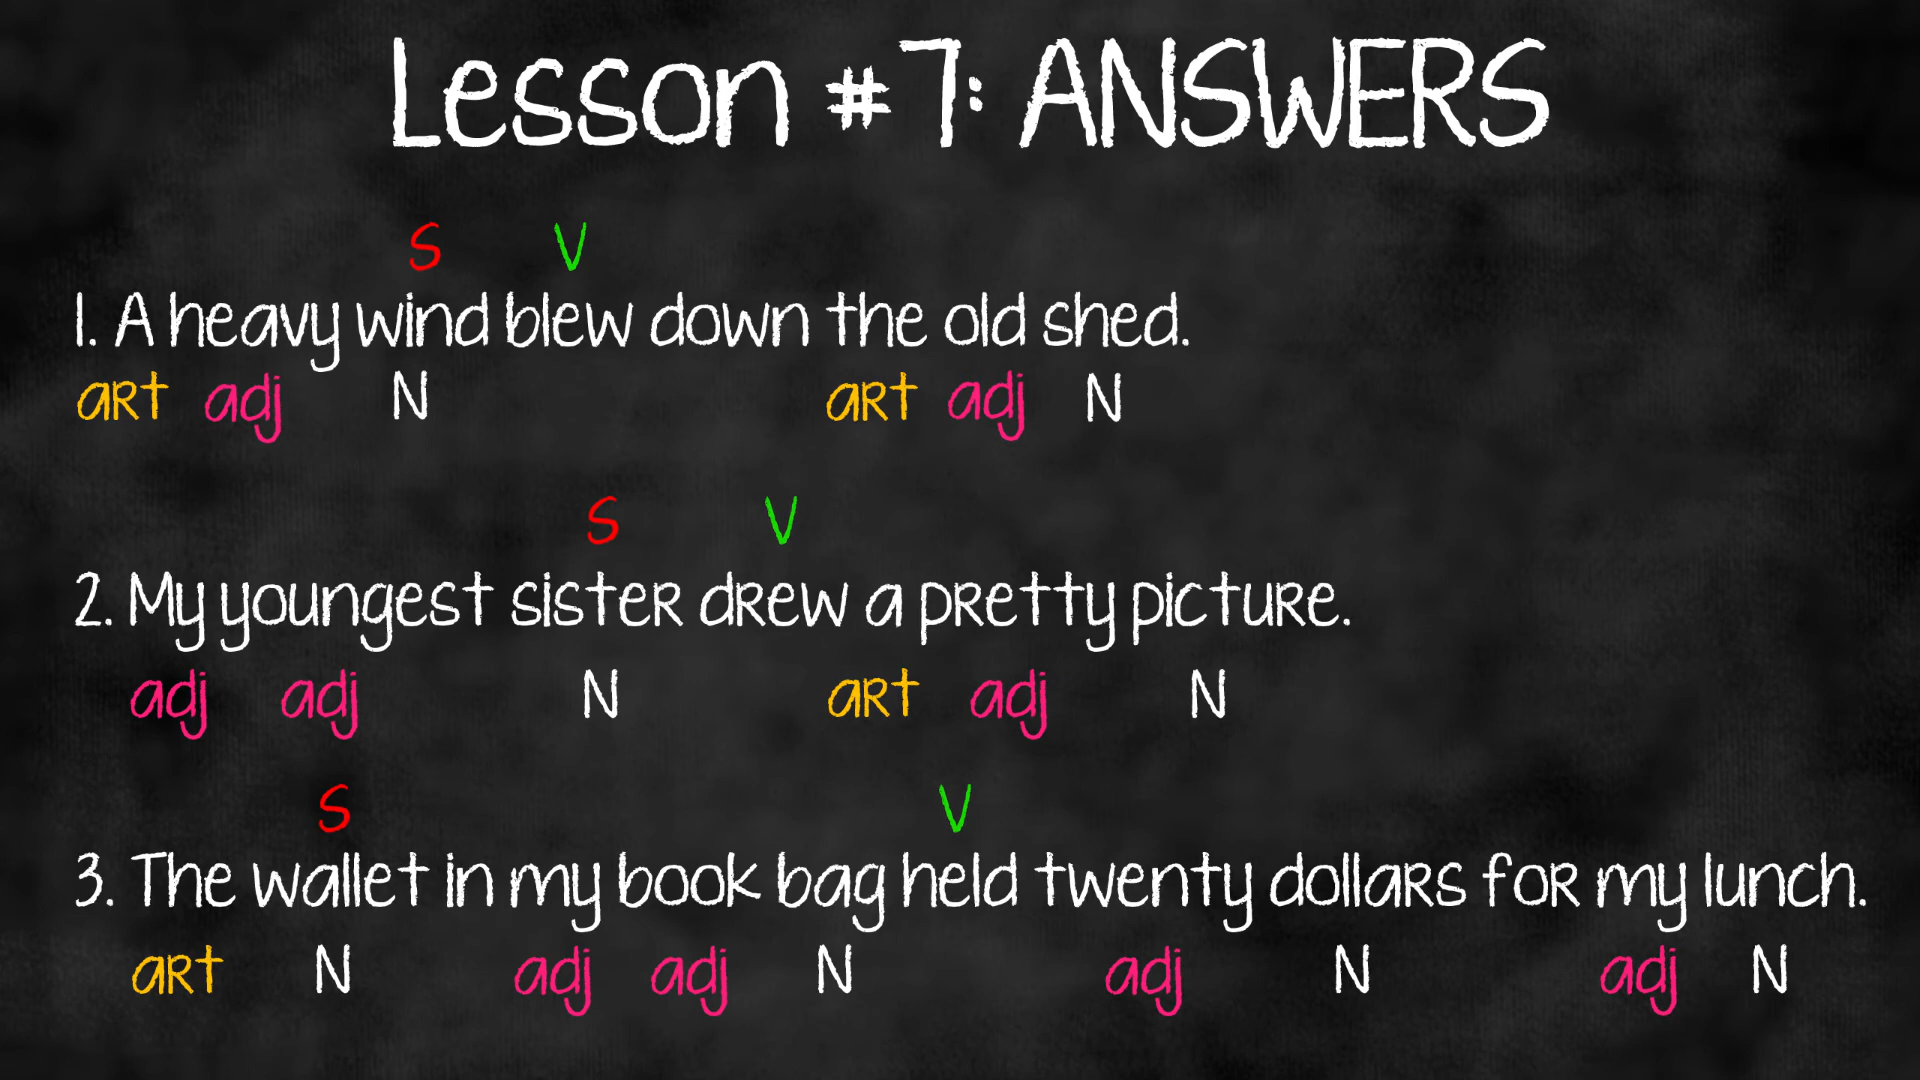 Lesson #7: ANSWERS
S V
1. A heavy wind blew down the old shed.
art adj N art adj N
S V
2. My youngest sister drew a pretty picture.
adj adj N art adj N
S V
3. The wallet in my book bag held twenty dollars for my lunch.
art N adj adj N adj N adj N